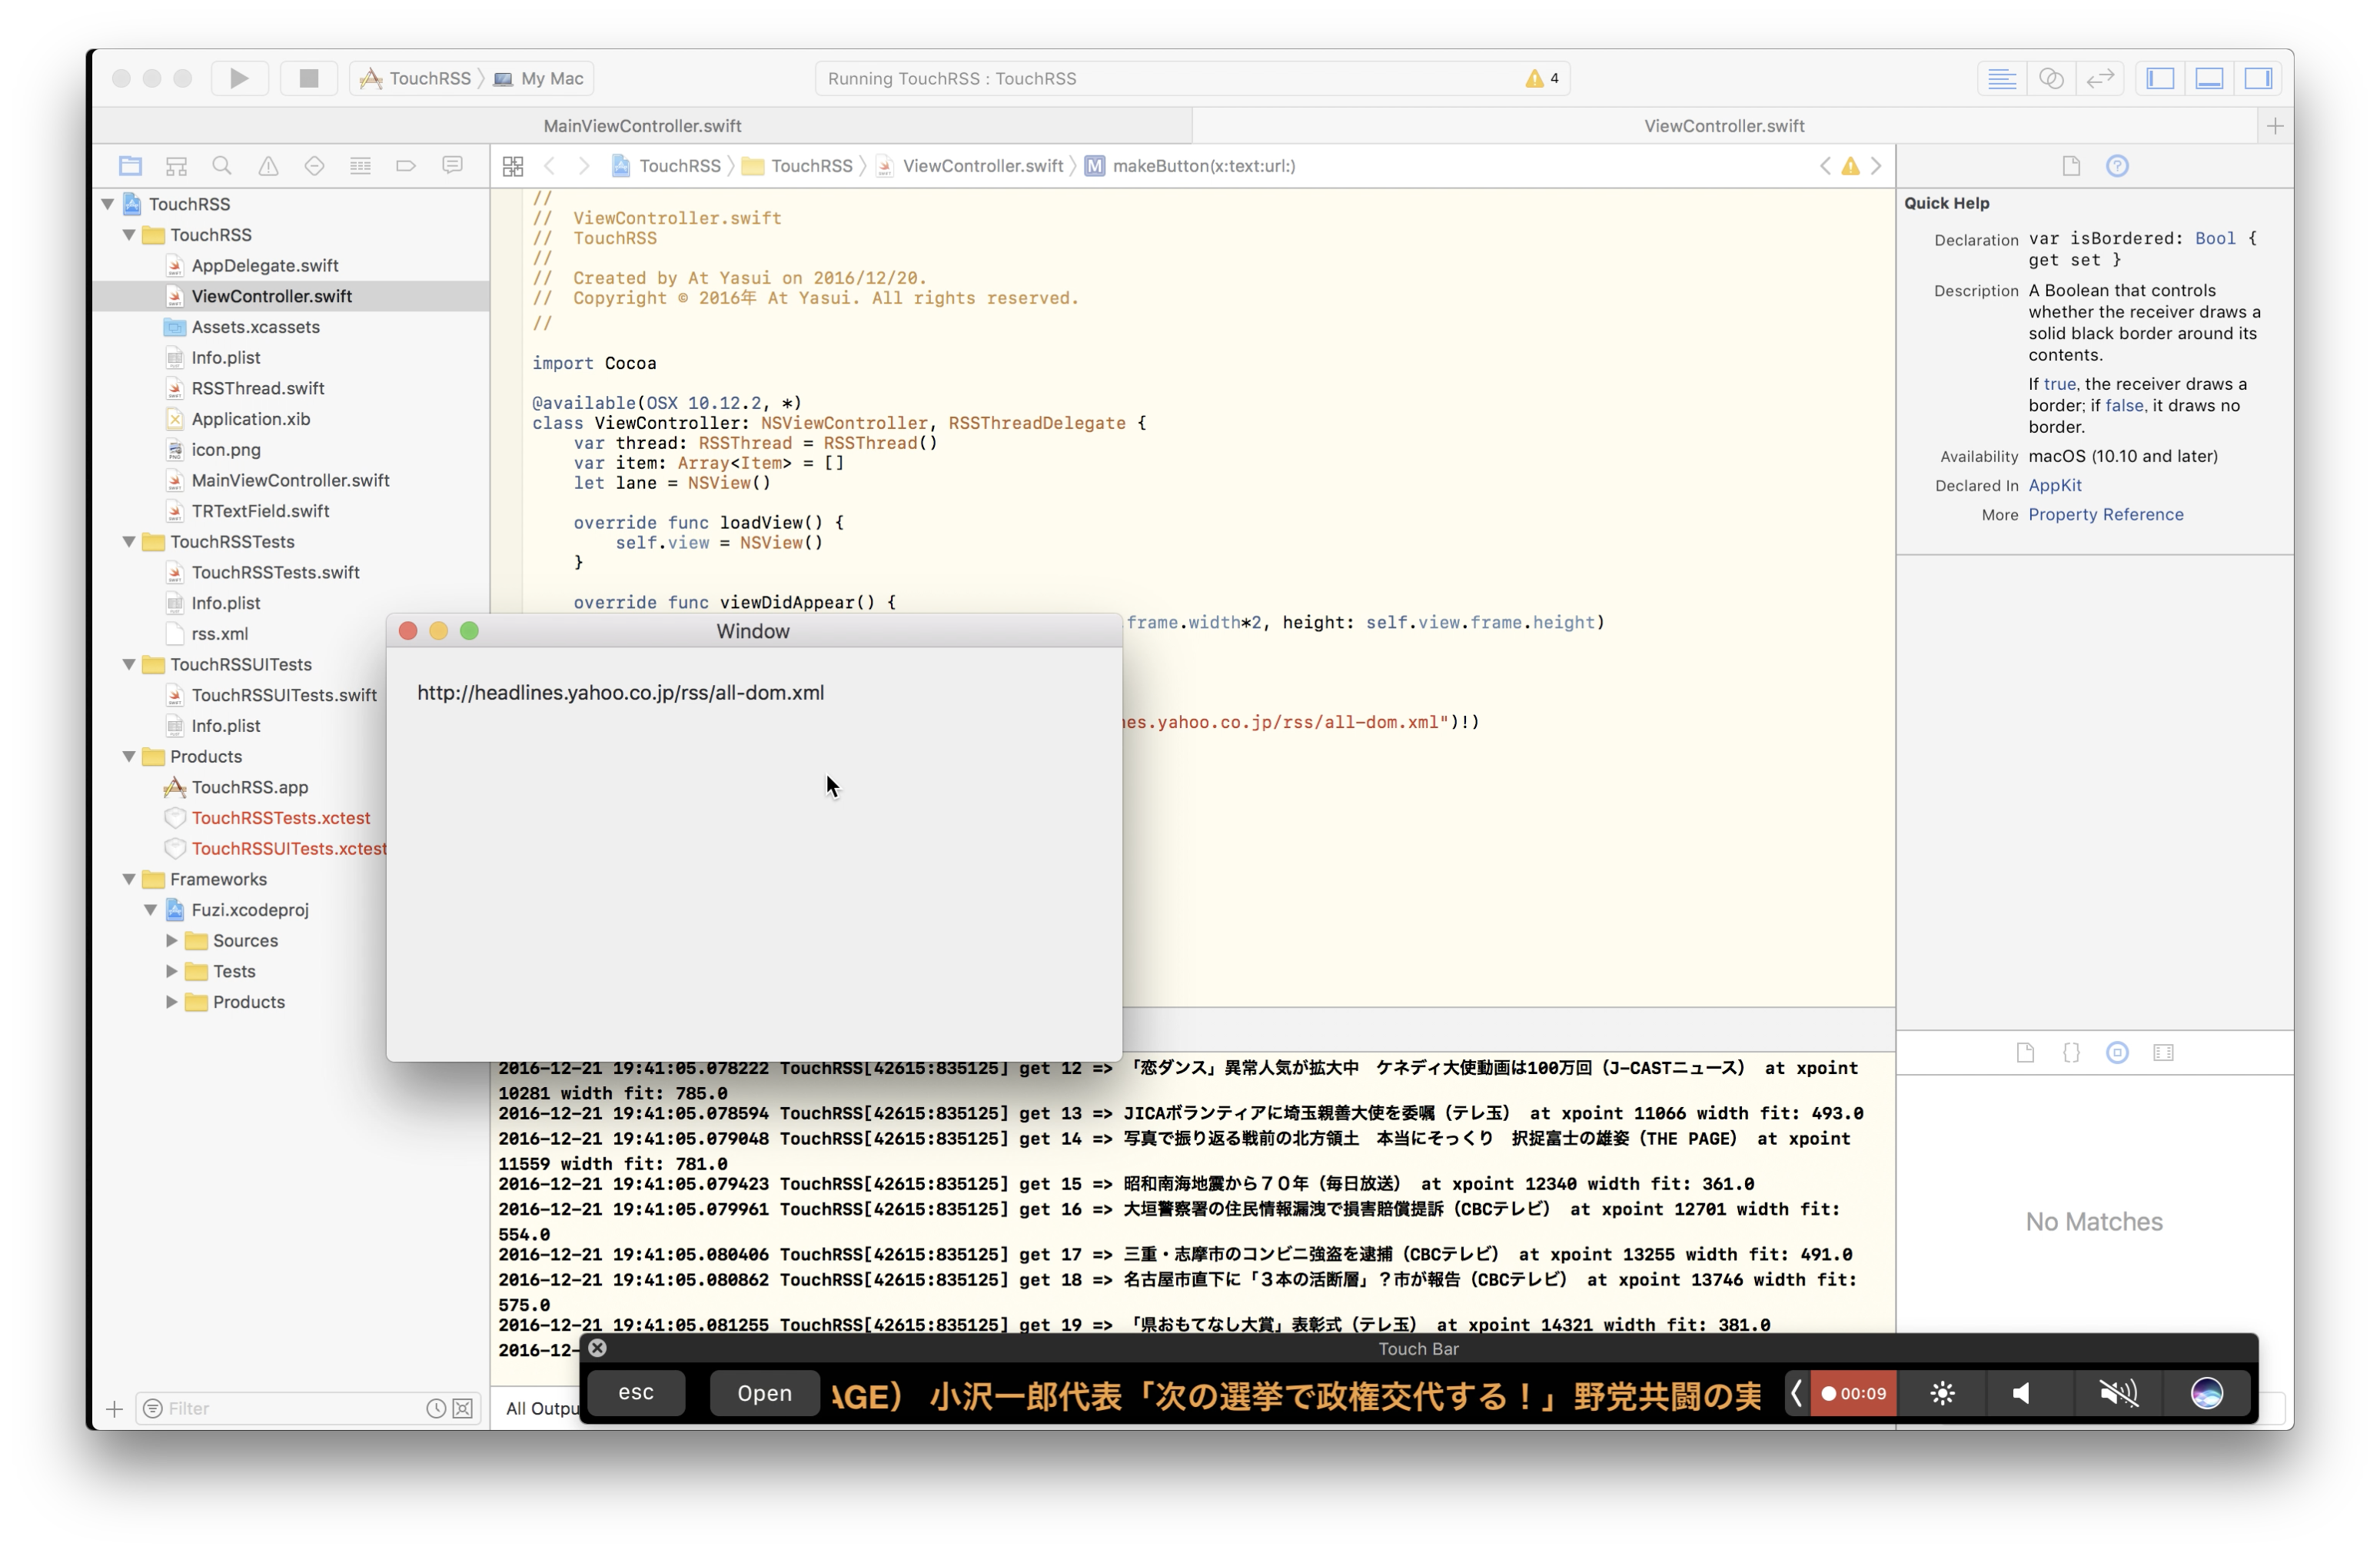 TouchRSS
My Mac
Running TouchRSS : TouchRSS
4
MainViewController.swift
ViewController.swift
TouchRSS
TouchRSS
ViewController.swift
M
makeButton(x:text:url:)
TouchRSS
TouchRSS
AppDelegate.swift
ViewController.swift
Assets.xcassets
Info.plist
RSSThread.swift
Application.xib
icon.png
MainViewController.swift
TRTextField.swift
TouchRSSTests
TouchRSSTests.swift
Info.plist
rss.xml
TouchRSSUITests
TouchRSSUITests.swift
Info.plist
Products
TouchRSS.app
TouchRSSTests.xctest
TouchRSSUITests.xctest
Frameworks
Fuzi.xcodeproj
Sources
Tests
Products
Filter
//
// ViewController.swift
// TouchRSS
//
// Created by At Yasui on 2016/12/20.
// Copyright © 2016年 At Yasui. All rights reserved.
//
import Cocoa
@available(OSX 10.12.2, *)
class ViewController: NSViewController, RSSThreadDelegate {
var thread: RSSThread = RSSThread()
var item: Array<Item> = []
let lane = NSView()
override func loadView() {
self.view = NSView()
}
override func viewDidAppear() {
frame.width*2, height: self.view.frame.height)
nes.yahoo.co.jp/rss/all-dom.xml")!)
Window
http://headlines.yahoo.co.jp/rss/all-dom.xml
2016-12-21 19:41:05.078222 TouchRSS[42615:835125] get 12 => 「恋ダンス」異常人気が拡大中　ケネディ大使動画は100万回（J-CASTニュース） at xpoint
10281 width fit: 785.0
2016-12-21 19:41:05.078594 TouchRSS[42615:835125] get 13 => JICAボランティアに埼玉親善大使を委嘱（テレ玉） at xpoint 11066 width fit: 493.0
2016-12-21 19:41:05.079048 TouchRSS[42615:835125] get 14 => 写真で振り返る戦前の北方領土　本当にそっくり　択捉富士の雄姿（THE PAGE） at xpoint
11559 width fit: 781.0
2016-12-21 19:41:05.079423 TouchRSS[42615:835125] get 15 => 昭和南海地震から７０年（毎日放送） at xpoint 12340 width fit: 361.0
2016-12-21 19:41:05.079961 TouchRSS[42615:835125] get 16 => 大垣警察署の住民情報漏洩で損害賠償提訴（CBCテレビ） at xpoint 12701 width fit:
554.0
2016-12-21 19:41:05.080406 TouchRSS[42615:835125] get 17 => 三重・志摩市のコンビニ強盗を逮捕（CBCテレビ） at xpoint 13255 width fit: 491.0
2016-12-21 19:41:05.080862 TouchRSS[42615:835125] get 18 => 名古屋市直下に「３本の活断層」？市が報告（CBCテレビ） at xpoint 13746 width fit:
575.0
2016-12-21 19:41:05.081255 TouchRSS[42615:835125] get 19 => 「県おもてなし大賞」表彰式（テレ玉） at xpoint 14321 width fit: 381.0
2016-12-
All Outpu
Quick Help
Declaration var isBordered: Bool {
get set }
Description A Boolean that controls
whether the receiver draws a
solid black border around its
contents.
If true, the receiver draws a
border; if false, it draws no
border.
Availability macOS (10.10 and later)
Declared In AppKit
More Property Reference
No Matches
Touch Bar
esc
Open
AGE） 小沢一郎代表「次の選挙で政権交代する！」野党共闘の実
00:09